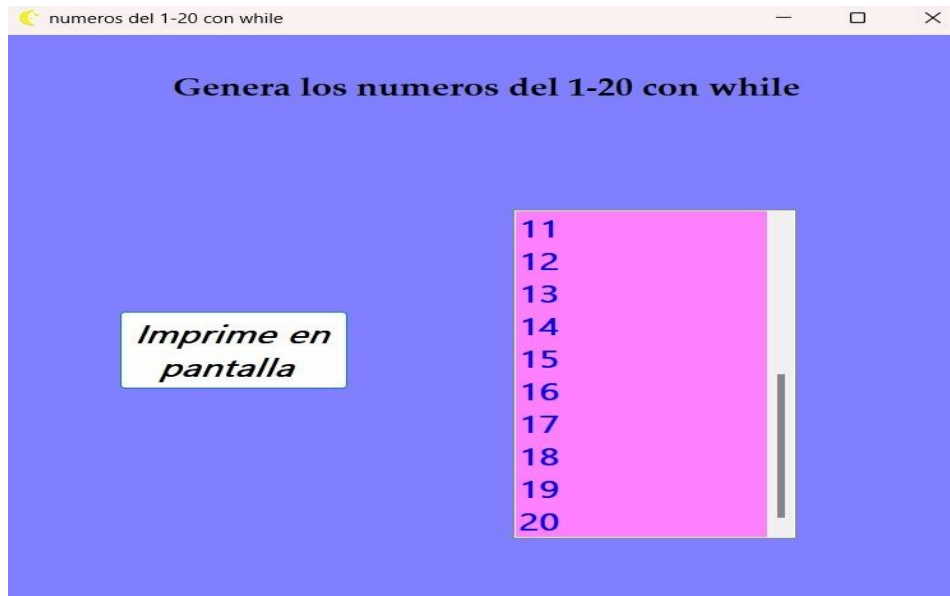 numeros del 1-20 con while
Genera los numeros del 1-20 con while
Imprime en
pantalla
11
12
13
14
15
16
17
18
19
20